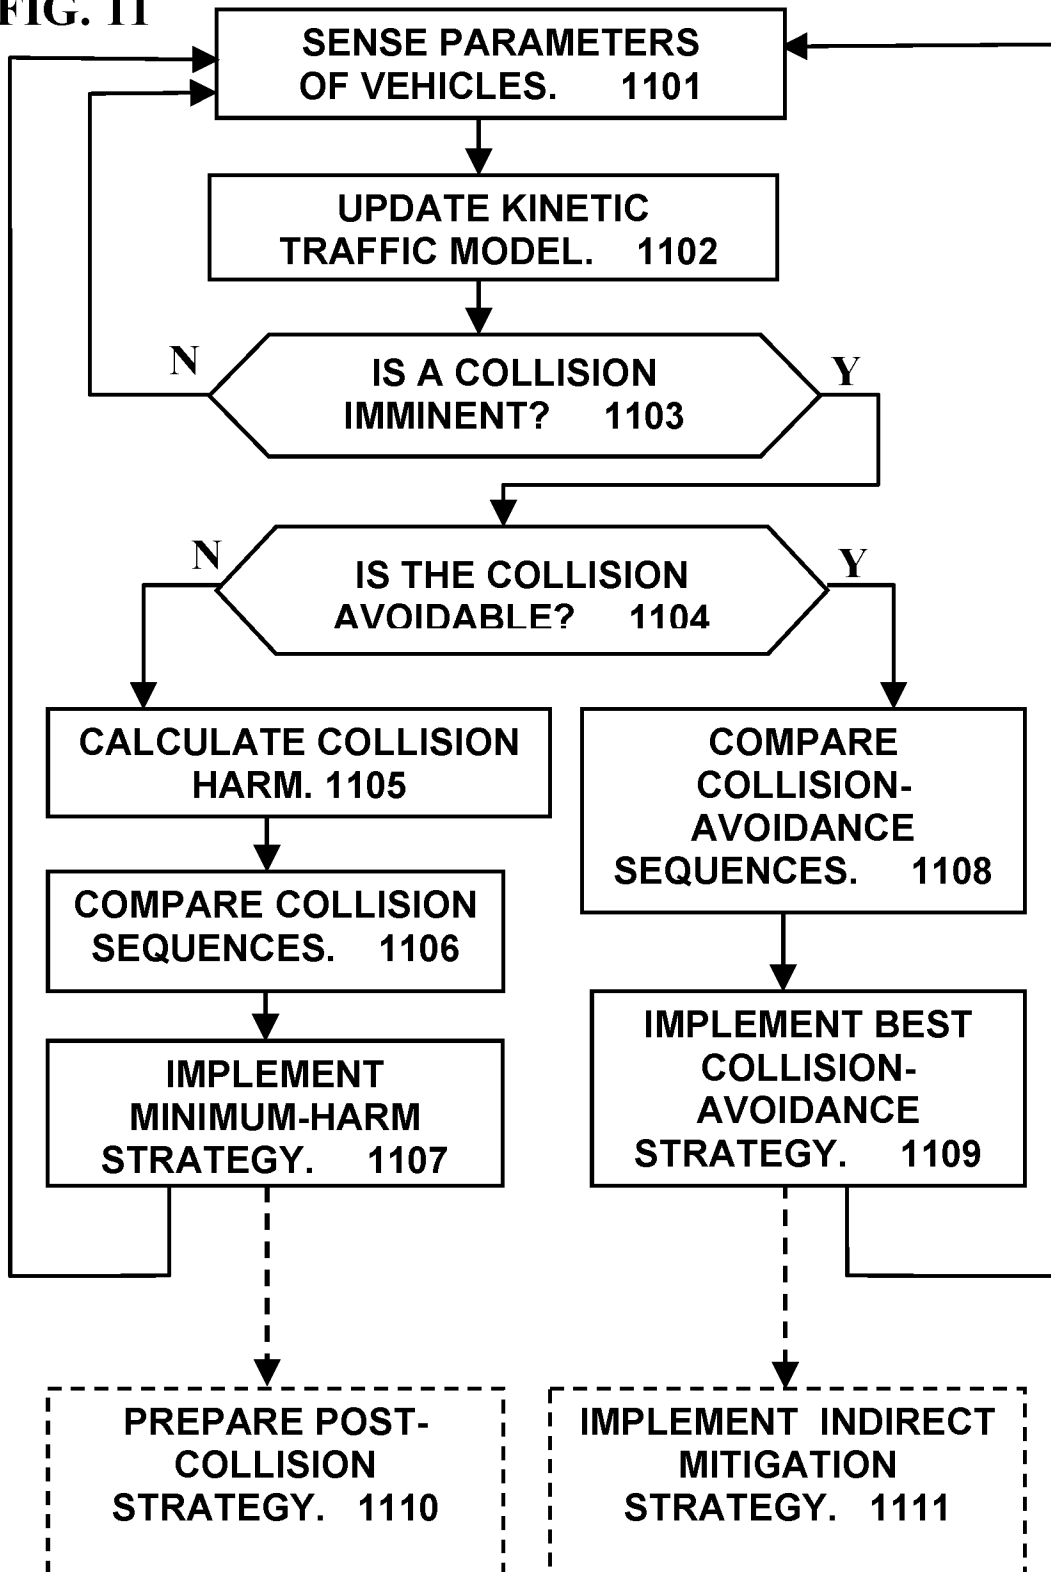 FIG. 11
SENSE PARAMETERS
OF VEHICLES. 1101
UPDATE KINETIC
TRAFFIC MODEL. 1102
N
Y
IS A COLLISION
IMMINENT? 1103
N
Y
IS THE COLLISION
AVOIDABLE? 1104
CALCULATE COLLISION
HARM. 1105
COMPARE
COLLISION-
AVOIDANCE
SEQUENCES. 1108
COMPARE COLLISION
SEQUENCES. 1106
IMPLEMENT
MINIMUM-HARM
STRATEGY. 1107
IMPLEMENT BEST
COLLISION-
AVOIDANCE
STRATEGY. 1109
PREPARE POST-
COLLISION
STRATEGY. 1110
IMPLEMENT INDIRECT
MITIGATION
STRATEGY. 1111